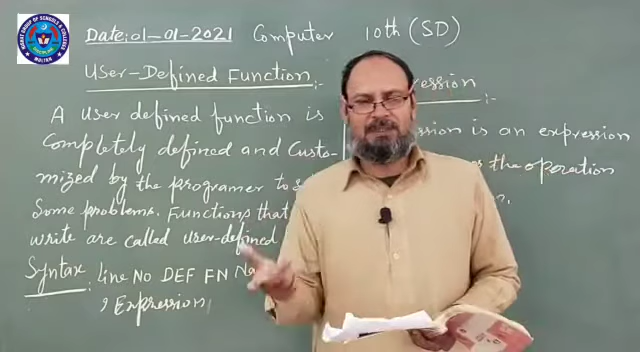 Date: 01-01-2021 Computer 10th (SD)
User-Defined Function:-
A user defined function is
Completely defined and Custo-
mized by the programer to
Some problems. Functions that
write are called user-defined
Syntax: Line No DEF FN
, Expression
ession:-
ssion is an expression
the operation